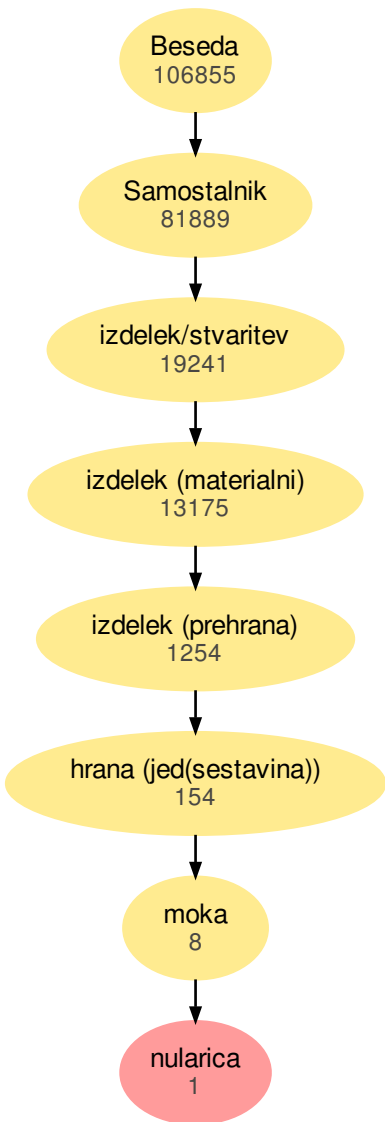 Beseda
106855
Samostalnik
81889
izdelek/stvaritev
19241
izdelek (materialni)
13175
izdelek (prehrana)
1254
hrana (jed(sestavina))
154
moka
8
nularica
1